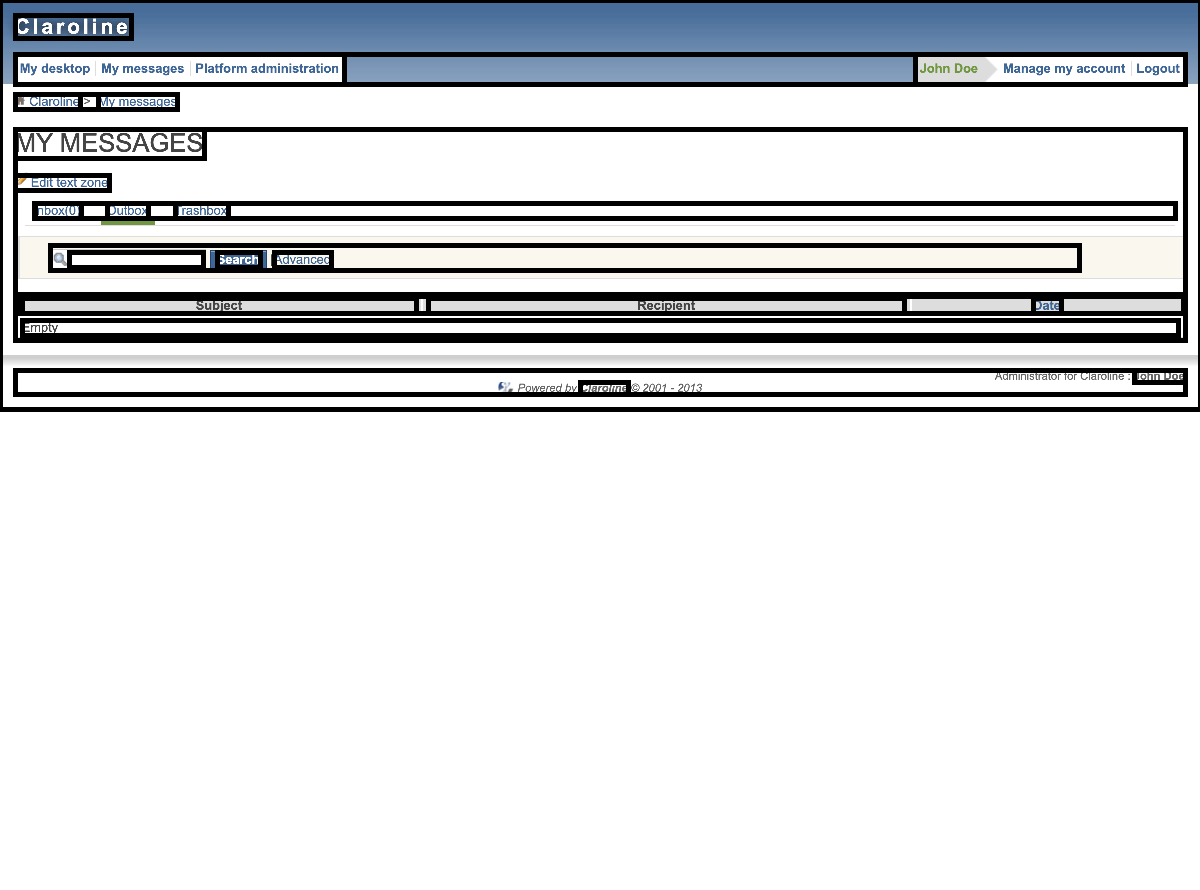 Claroline
My desktop My messages Platform administration John Doe Manage my account Logout
Claroline > My messages
MY MESSAGES
Edit text zone
Inbox(0) Outbox Trashbox
Search Advanced
Subject Recipient Date
Empty
Administrator for Claroline : John Doe
Powered by Claroline © 2001 - 2013